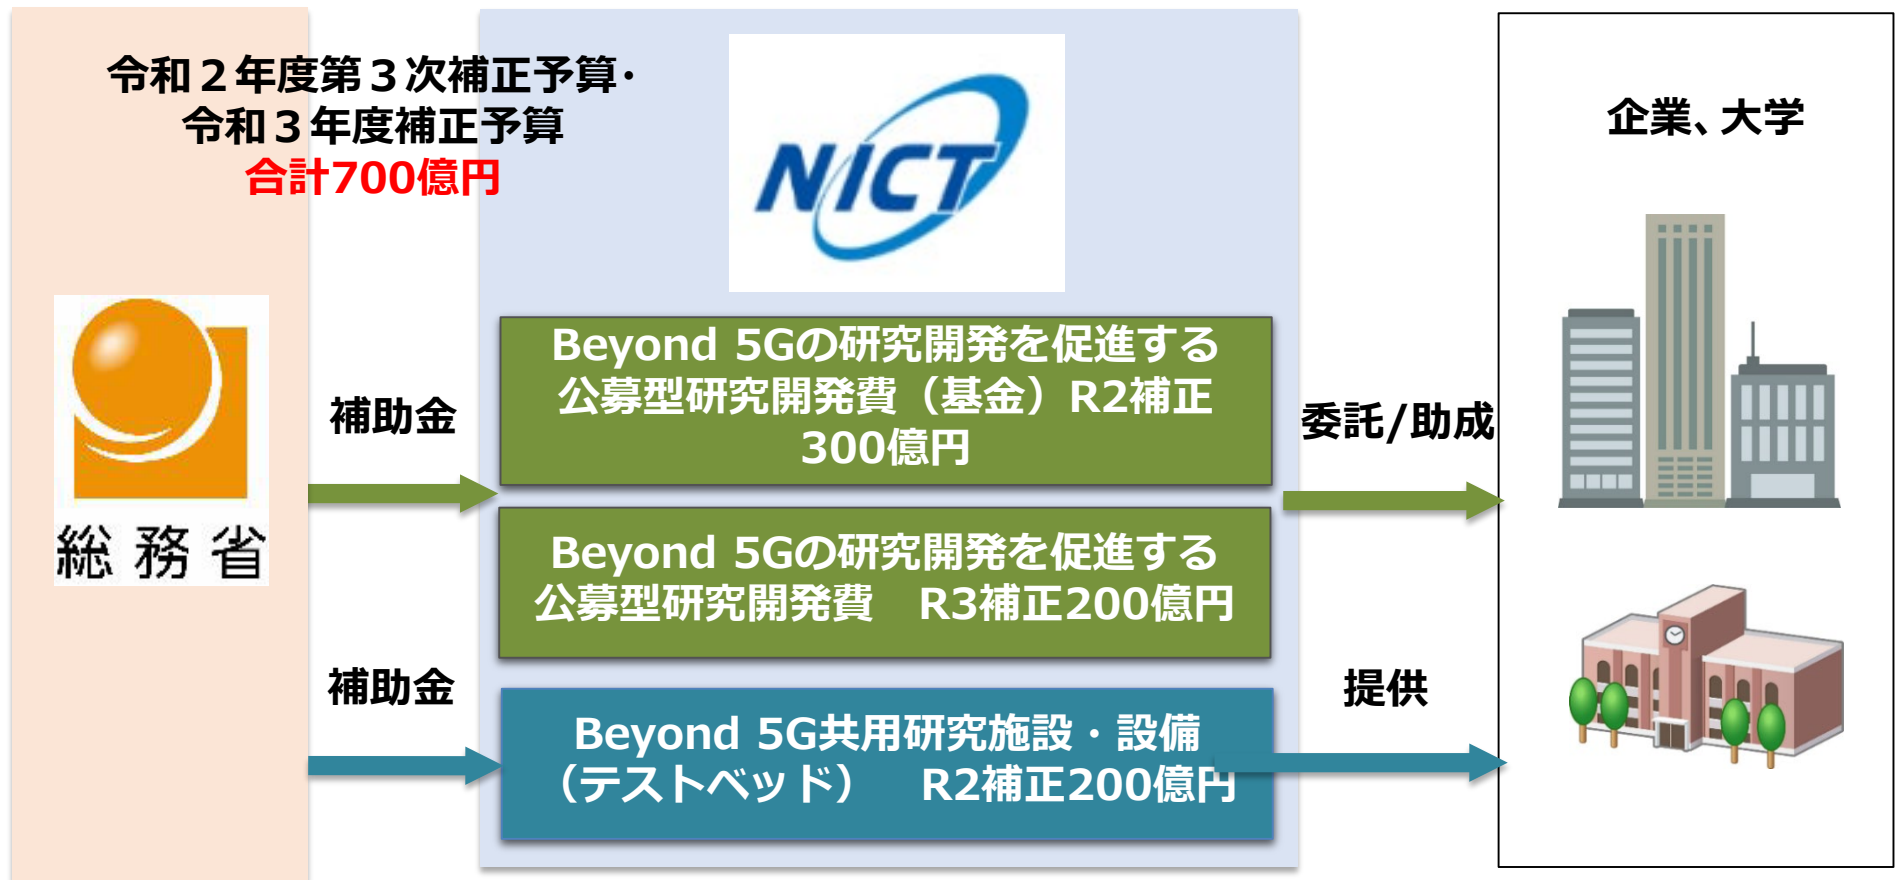 令和２年度第３次補正予算・
令和３年度補正予算
合計700億円
総務省
補助金
補助金
NICT
Beyond 5Gの研究開発を促進する
公募型研究開発費（基金）R2補正
300億円
Beyond 5Gの研究開発を促進する
公募型研究開発費　R3補正200億円
Beyond 5G共用研究施設・設備
（テストベッド）　R2補正200億円
委託/助成
提供
企業、大学